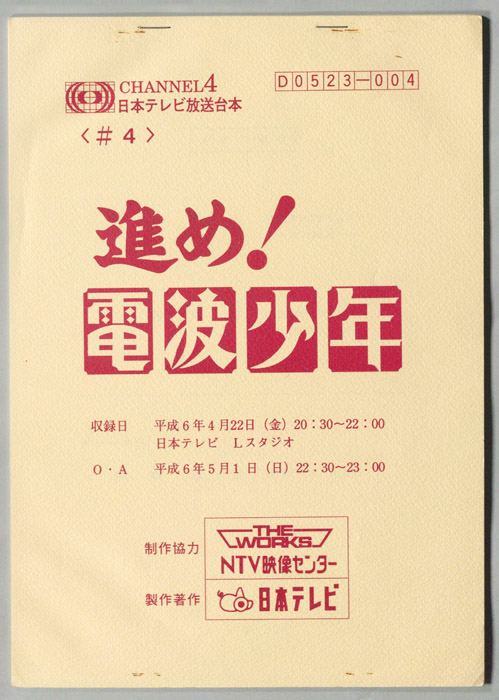 D0523-004
CHANNEL4
日本テレビ放送台本
〈＃４〉
進め！
電波少年
収録日 平成６年４月22日（金）20：30〜22：00
日本テレビ Ｌスタジオ
Ｏ・Ａ 平成６年５月１日（日）22：30〜23：00
制作協力
THE
WORKS
NTV映像センター
製作著作 日本テレビ